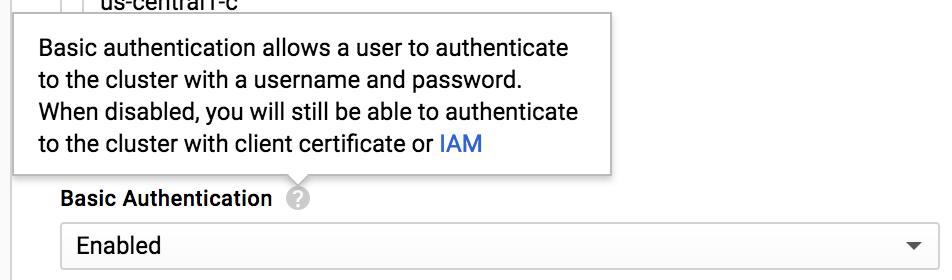 us-central1-c
Basic authentication allows a user to authenticate
to the cluster with a username and password.
When disabled, you will still be able to authenticate
to the cluster with client certificate or IAM
Basic Authentication ?
Enabled